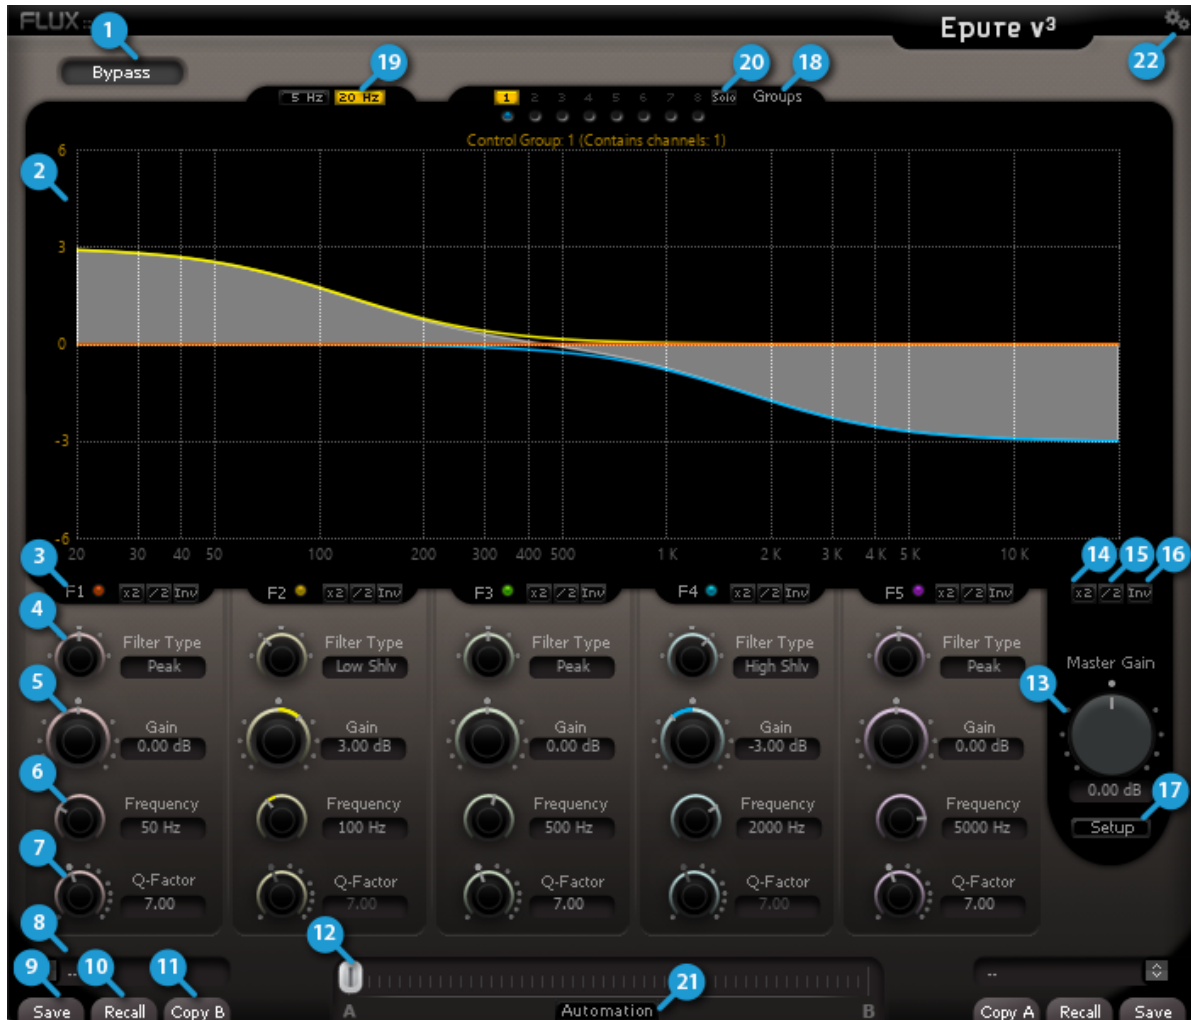 FLUX::
Epure v3
1
22
Bypass
19
20
18
5 Hz 20 Hz
1 2 3 4 5 6 7 8 Solo Groups
Control Group: 1 (Contains channels: 1)
6
2
3
0
-3
-6
20 30 40 50 100 200 300 400 500 1 K 2 K 3 K 4 K 5 K 10 K
3
14 15 16
F1 x2 /2 Inv
F2 x2 /2 Inv
F3 x2 /2 Inv
F4 x2 /2 Inv
F5 x2 /2 Inv
x2 /2 Inv
4
Filter Type Filter Type Filter Type Filter Type Filter Type
Peak Low Shlv Peak High Shlv Peak
Master Gain
5
13
Gain Gain Gain Gain Gain
0.00 dB 3.00 dB 0.00 dB -3.00 dB 0.00 dB
6
17
0.00 dB
Frequency Frequency Frequency Frequency Frequency
50 Hz 100 Hz 500 Hz 2000 Hz 5000 Hz
Setup
7
Q-Factor Q-Factor Q-Factor Q-Factor Q-Factor
7.00 7.00 7.00 7.00 7.00
8
12
9 10 11
--
21
--
Save Recall Copy B
A Automation B
Copy A Recall Save